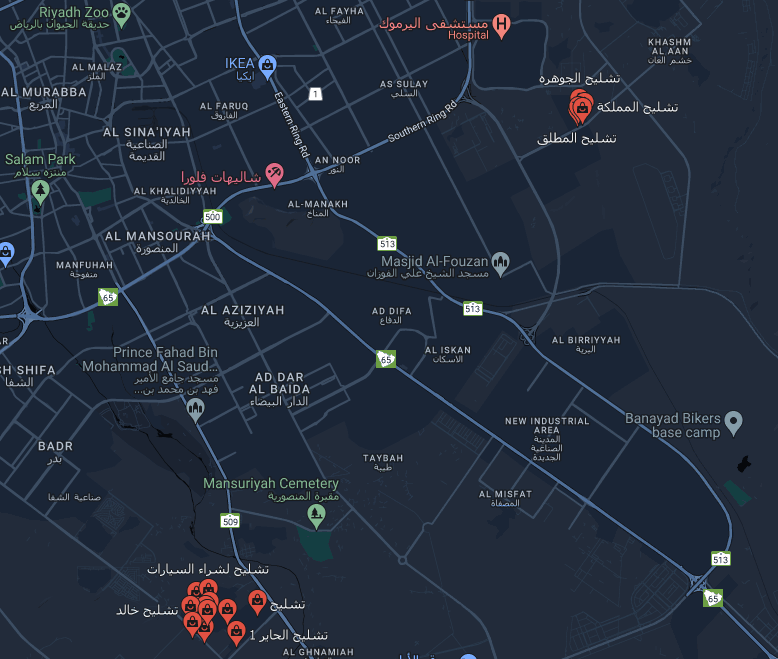 AL FAYHA
الفيحاء
Riyadh Zoo
حديقة الحيوان بالرياض
مستشفى اليرموك
Hospital
KHASHM
AL AAN
خشم العان
AL MALAZ
الملز
IKEA
ايكيا
تشليح الجوهره
AL MURABBA
المربع
1
AS SULAY
السلي
AL FARUQ
الفاروق
Eastern Ring Rd
Southern Ring Rd
تشليح المملكة
تشليح المطلق
AL SINA'IYAH
الصناعية
القديمة
Salam Park
منتزه سلام
AN NOOR
النور
شاليهات فلورا
AL KHALIDIYYAH
الخالدية
AL-MANAKH
المناخ
500
AL MANSOURAH
المنصورة
513
MANFUHAH
منفوحة
Masjid Al-Fouzan
مسجد الشيخ علي الفوزان
65
AL AZIZIYAH
العزيزية
AD DIFA
الدفاع
513
AL BIRRIYYAH
البرية
AR
SH SHIFA
الشفا
Prince Fahad Bin
Mohammad Al Saud...
مسجد جامع الأمير
فهد بن محمد بن...
65
AL ISKAN
الاسكان
AD DAR
AL BAIDA
الدار البيضاء
NEW INDUSTRIAL
AREA
المدينة
الصناعية
الجديدة
Banayad Bikers
base camp
BADR
بدر
TAYBAH
طيبة
Mansuriyah Cemetery
مقبرة المنصورية
صناعية الشفا
AL MISFAT
المصفاة
509
513
تشليح لشراء السيارات
65
تشليح خالد
تشليح
تشليح الحاير 1
AL GHNAMIAH